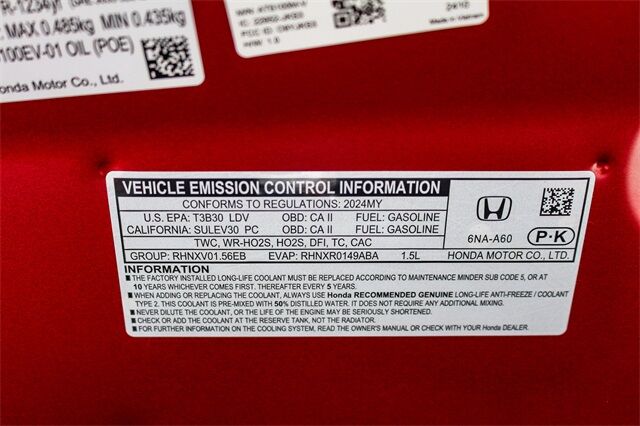 R-1234yf
MAX 0.485kg MIN 0.435kg
100EV-01 OIL (POE)
onda Motor Co., Ltd.
VEHICLE EMISSION CONTROL INFORMATION
CONFORMS TO REGULATIONS: 2024MY
U.S. EPA: T3B30 LDV OBD: CA II FUEL: GASOLINE
CALIFORNIA: SULEV30 PC OBD: CA II FUEL: GASOLINE
TWC, WR-HO2S, HO2S, DFI, TC, CAC
GROUP: RHNXV01.56EB EVAP: RHNXR0149ABA 1.5L
6NA-A60 P·K
HONDA MOTOR CO., LTD.
INFORMATION
■ THE FACTORY INSTALLED LONG-LIFE COOLANT MUST BE REPLACED ACCORDING TO MAINTENANCE MINDER SUB CODE 5, OR AT
10 YEARS WHICHEVER COMES FIRST. THEREAFTER EVERY 5 YEARS.
■ WHEN ADDING OR REPLACING THE COOLANT, ALWAYS USE Honda RECOMMENDED GENUINE LONG-LIFE ANTI-FREEZE / COOLANT
TYPE 2. THIS COOLANT IS PRE-MIXED WITH 50% DISTILLED WATER. IT DOES NOT REQUIRE ANY ADDITIONAL MIXING.
■ NEVER DILUTE THE COOLANT, OR THE LIFE OF THE ENGINE MAY BE SERIOUSLY AFFECTED.
■ CHECK OR ADD THE COOLANT AT THE RESERVE TANK, NOT THE RADIATOR.
■ FOR FURTHER INFORMATION ON THE COOLING SYSTEM, READ THE OWNER'S MANUAL OR CHECK WITH YOUR Honda DEALER.